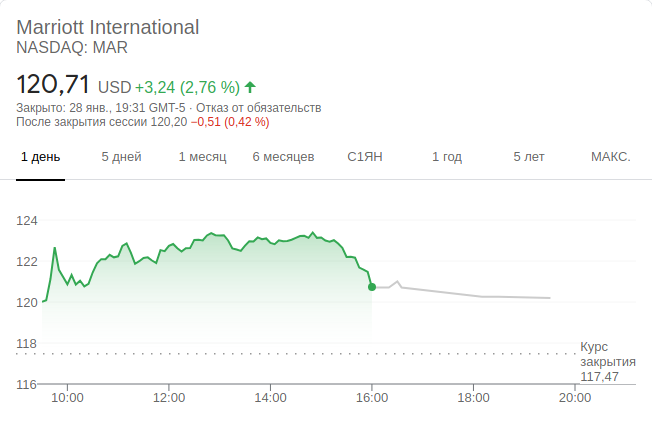 Marriott International
NASDAQ: MAR
120,71 USD +3,24 (2,76 %)
Закрыто: 28 янв., 19:31 GMT-5 · Отказ от обязательств
После закрытия сессии 120,20 −0,51 (0,42 %)
1 день 5 дней 1 месяц 6 месяцев С1ЯН 1 год 5 лет МАКС.
124
122
120
118
Курс
закрытия
117,47
116
10:00 12:00 14:00 16:00 18:00 20:00